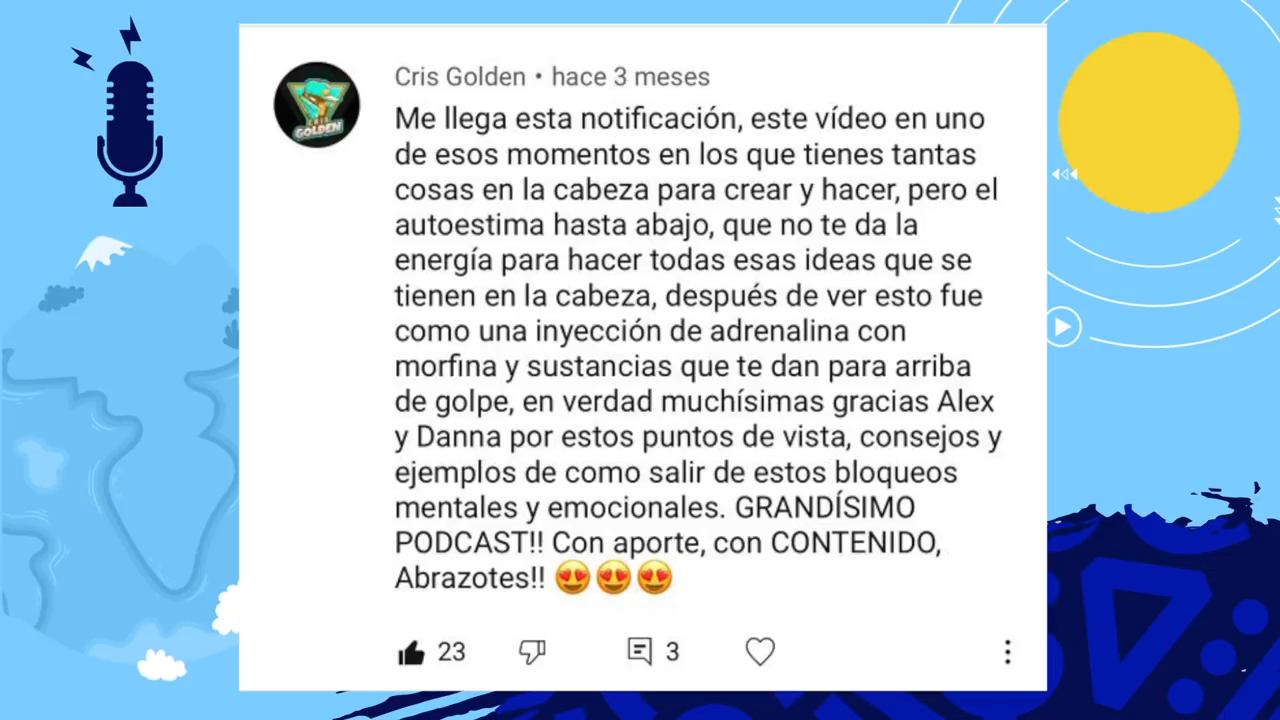 Cris Golden • hace 3 meses
Me llega esta notificación, este vídeo en uno
de esos momentos en los que tienes tantas
cosas en la cabeza para crear y hacer, pero el
autoestima hasta abajo, que no te da la
energía para hacer todas esas ideas que se
tienen en la cabeza, después de ver esto fue
como una inyección de adrenalina con
morfina y sustancias que te dan para arriba
de golpe, en verdad muchísimas gracias Alex
y Danna por estos puntos de vista, consejos y
ejemplos de como salir de estos bloqueos
mentales y emocionales. GRANDÍSIMO
PODCAST!! Con aporte, con CONTENIDO,
Abrazotes!! 😍😍😍
23 3
CRIS
GOLDEN